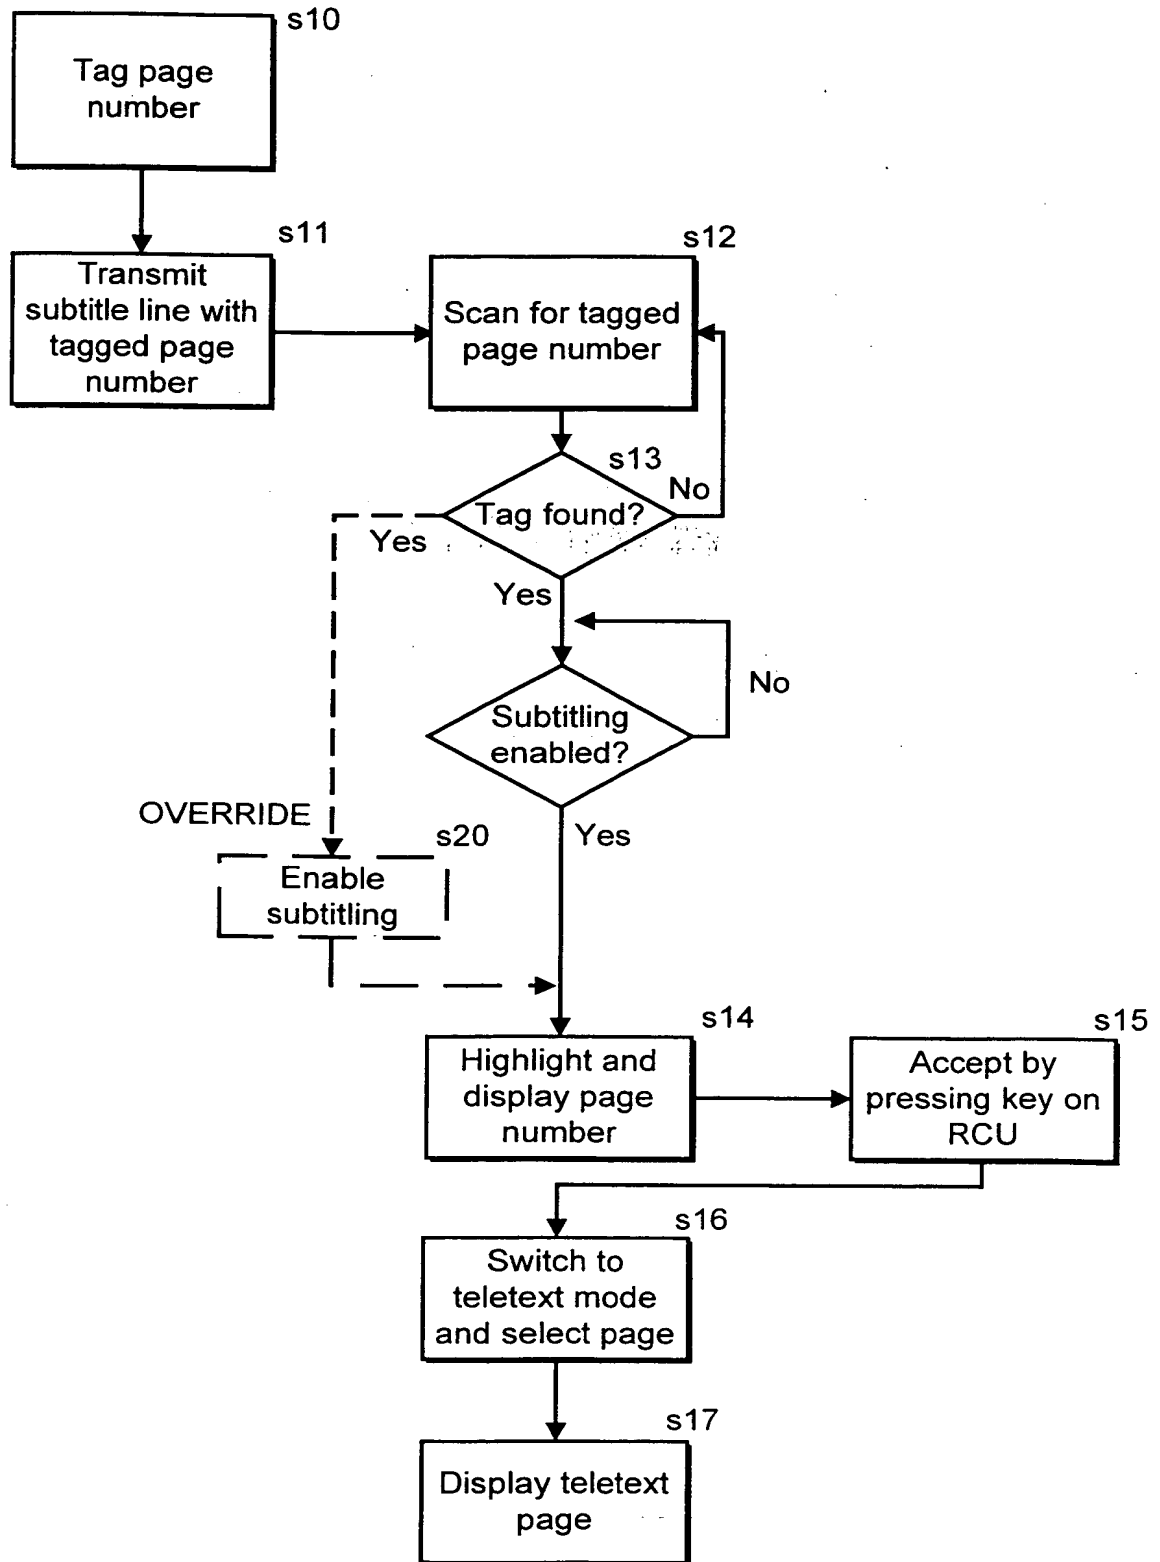 s10
Tag page
number
s11
Transmit
subtitle line with
tagged page
number
s12
Scan for tagged
page number
s13
Tag found?
No
Yes
Yes
Subtitling
enabled?
No
Yes
OVERRIDE
s20
Enable
subtitling
s14
Highlight and
display page
number
s15
Accept by
pressing key on
RCU
s16
Switch to
teletext mode
and select page
s17
Display teletext
page